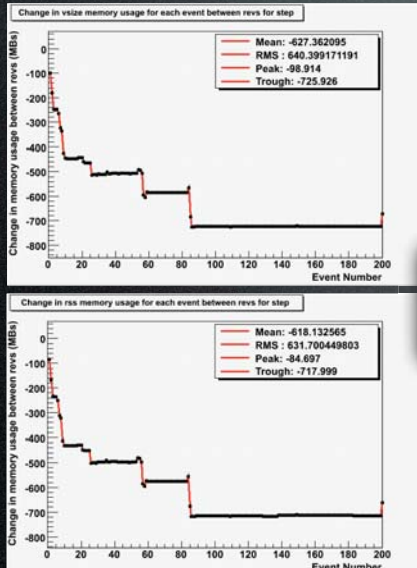 Change in vsize memory usage for each event between revs for step
Mean: -627.362095
RMS : 640.399171191
Peak: -98.914
Trough: -725.926
Change in memory usage between revs (MBs)
0
-100
-200
-300
-400
-500
-600
-700
-800
0 20 40 60 80 100 120 140 160 180 200
Event Number
Change in rss memory usage for each event between revs for step
Mean: -618.132565
RMS : 631.700449803
Peak: -84.697
Trough: -717.999
Change in memory usage between revs (MBs)
0
-100
-200
-300
-400
-500
-600
-700
-800
0 20 40 60 80 100 120 140 160 180 200
Event Number